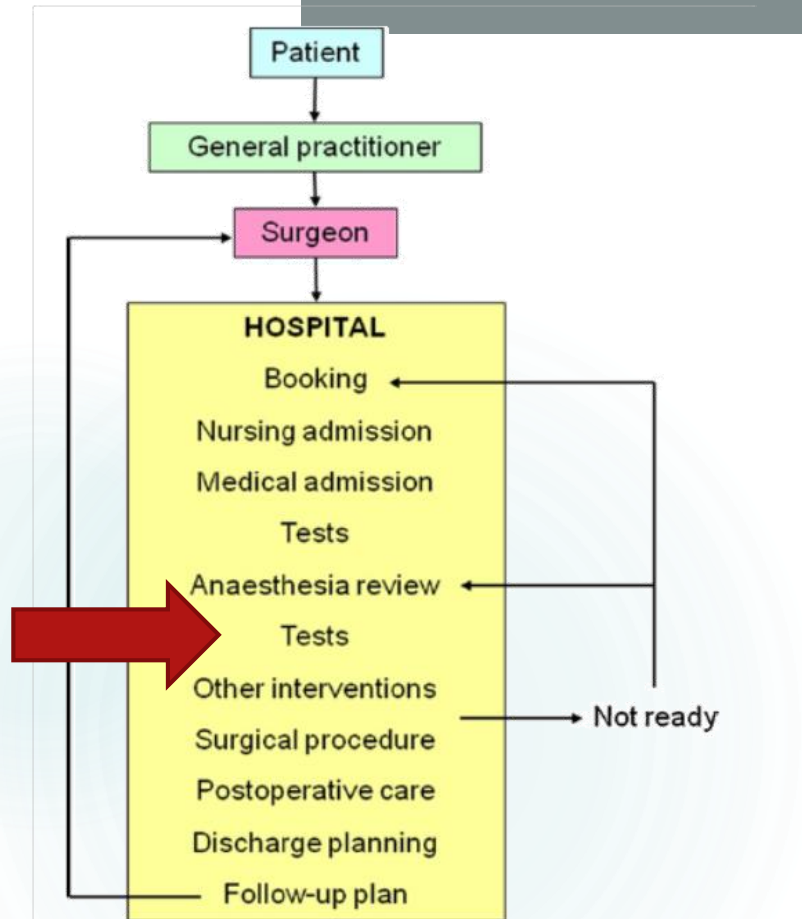 Patient
General practitioner
Surgeon
HOSPITAL
Booking
Nursing admission
Medical admission
Tests
Anaesthesia review
Tests
Other interventions
Not ready
Surgical procedure
Postoperative care
Discharge planning
Follow-up plan